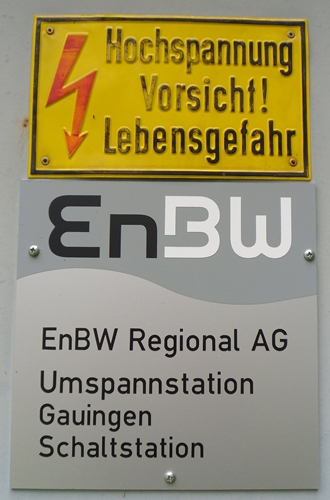 Hochspannung
Vorsicht!
Lebensgefahr
EnBW
EnBW Regional AG
Umspannstation
Gauingen
Schaltstation